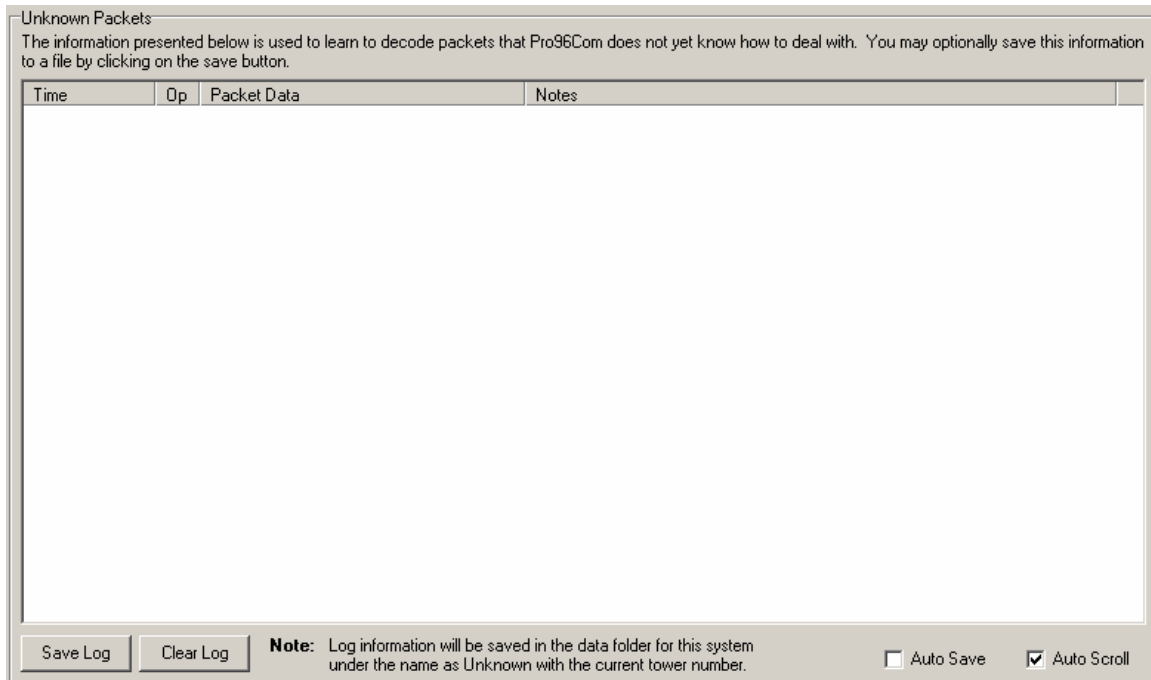 Unknown Packets
The information presented below is used to learn to decode packets that Pro96Com does not yet know how to deal with. You may optionally save this information
to a file by clicking on the save button.
Time Op Packet Data Notes
Save Log Clear Log Note: Log information will be saved in the data folder for this system
under the name as Unknown with the current tower number.
Auto Save Auto Scroll